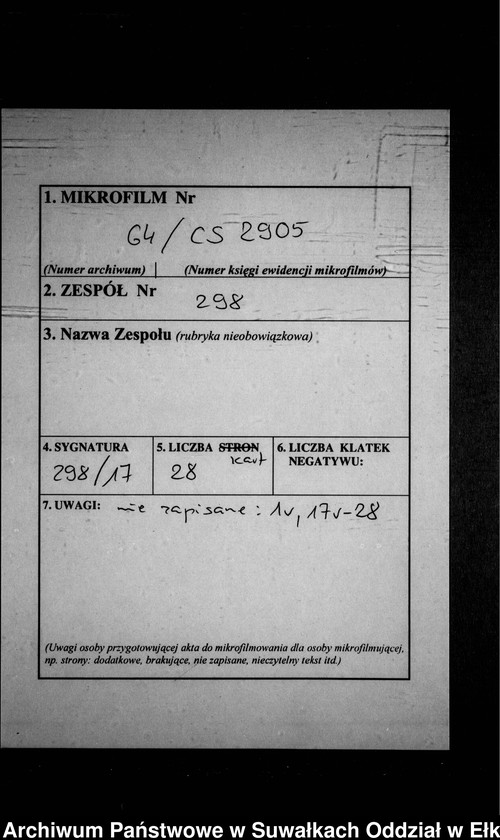 1. MIKROFILM Nr
64 / CS 2905
(Numer archiwum) | (Numer księgi ewidencji mikrofilmów)
2. ZESPÓŁ Nr
298
3. Nazwa Zespołu (rubryka nieobowiązkowa)
4. SYGNATURA
298/17
5. LICZBA STRON
kart
28
6. LICZBA KLATEK
NEGATYWU:
7. UWAGI: nie zapisane: 1v, 17v-28
(Uwagi osoby przygotowującej akta do mikrofilmowania dla osoby mikrofilmującej,
np. strony: dodatkowe, brakujące, nie zapisane, nieczytelny tekst itd.)
Archiwum Państwowe w Suwałkach Oddział w Ełk